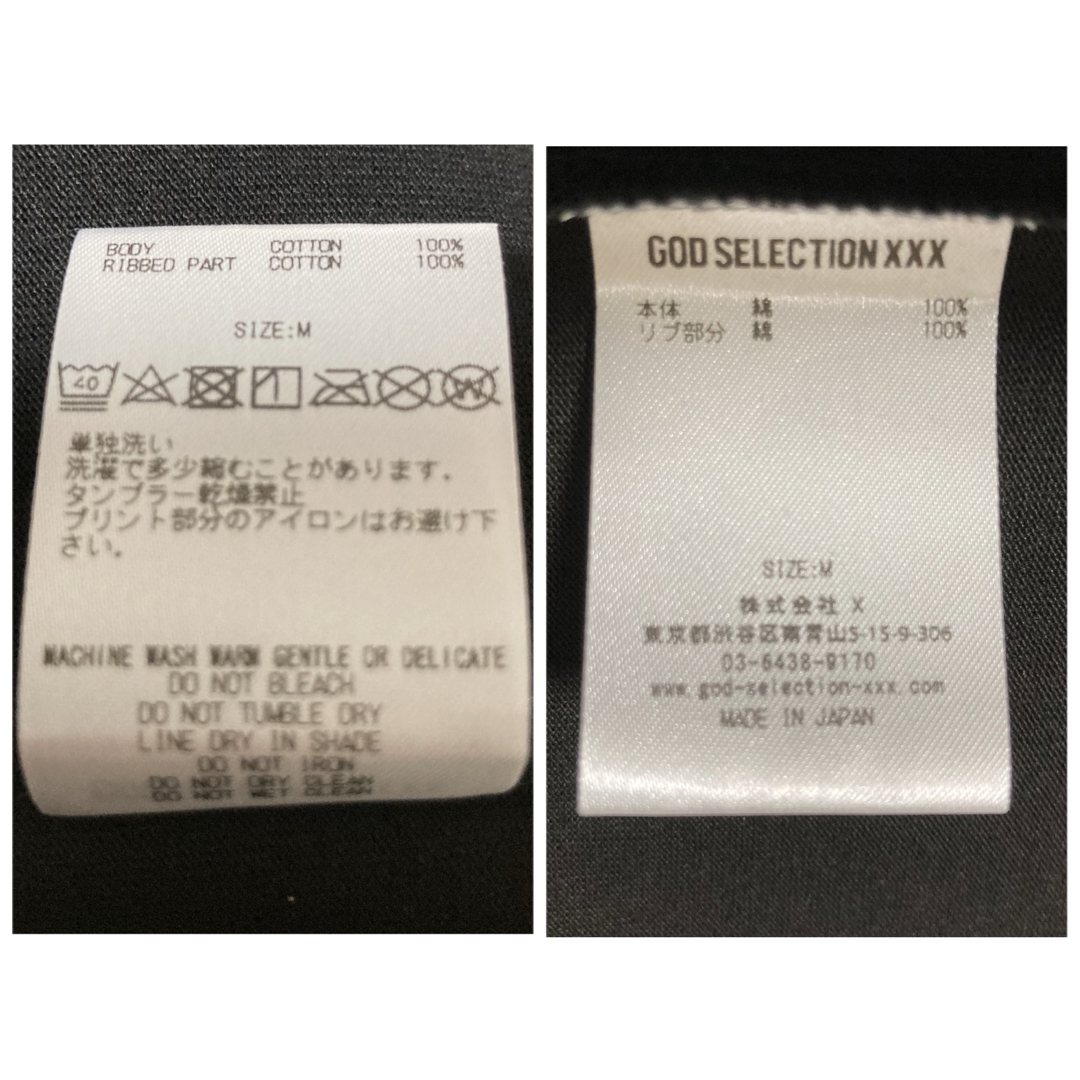 BODY COTTON 100%
RIBBED PART COTTON 100%
SIZE:M
40
W
単独洗い
洗濯で多少縮むことがあります.
タンブラー乾燥禁止
プリント部分のアイロンはお避け下
さい。
MACHINE WASH WARM GENTLE OR DELICATE
DO NOT BLEACH
DO NOT TUMBLE DRY
LINE DRY IN SHADE
DO NOT IRON
DO NOT DRY CLEAN
DO NOT WET CLEAN
GOD SELECTION XXX
本体 綿 100%
リブ部分 綿 100%
SIZE:M
株式会社 X
東京都渋谷区南青山5-15-9-306
03-6438-9170
www.god-selection-xxx.com
MADE IN JAPAN